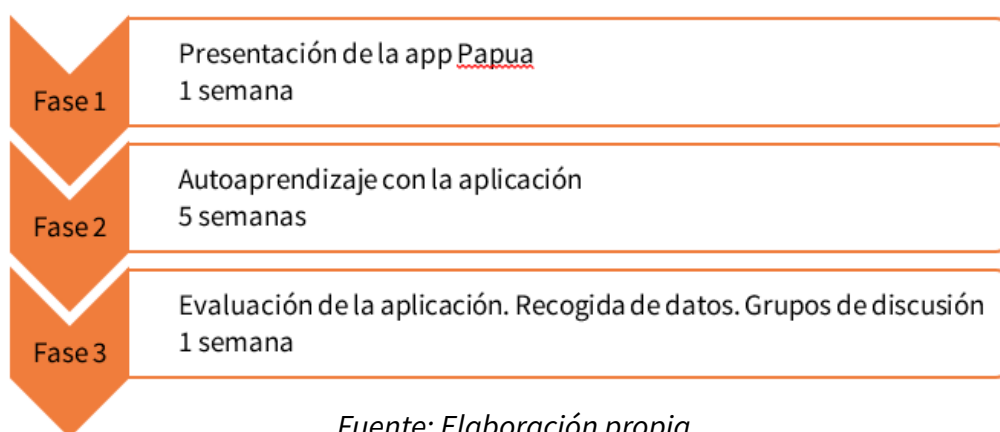 Fase 1
Presentación de la app Papua
1 semana
Fase 2
Autoaprendizaje con la aplicación
5 semanas
Fase 3
Evaluación de la aplicación. Recogida de datos. Grupos de discusión
1 semana
Fuente: Elaboración propia